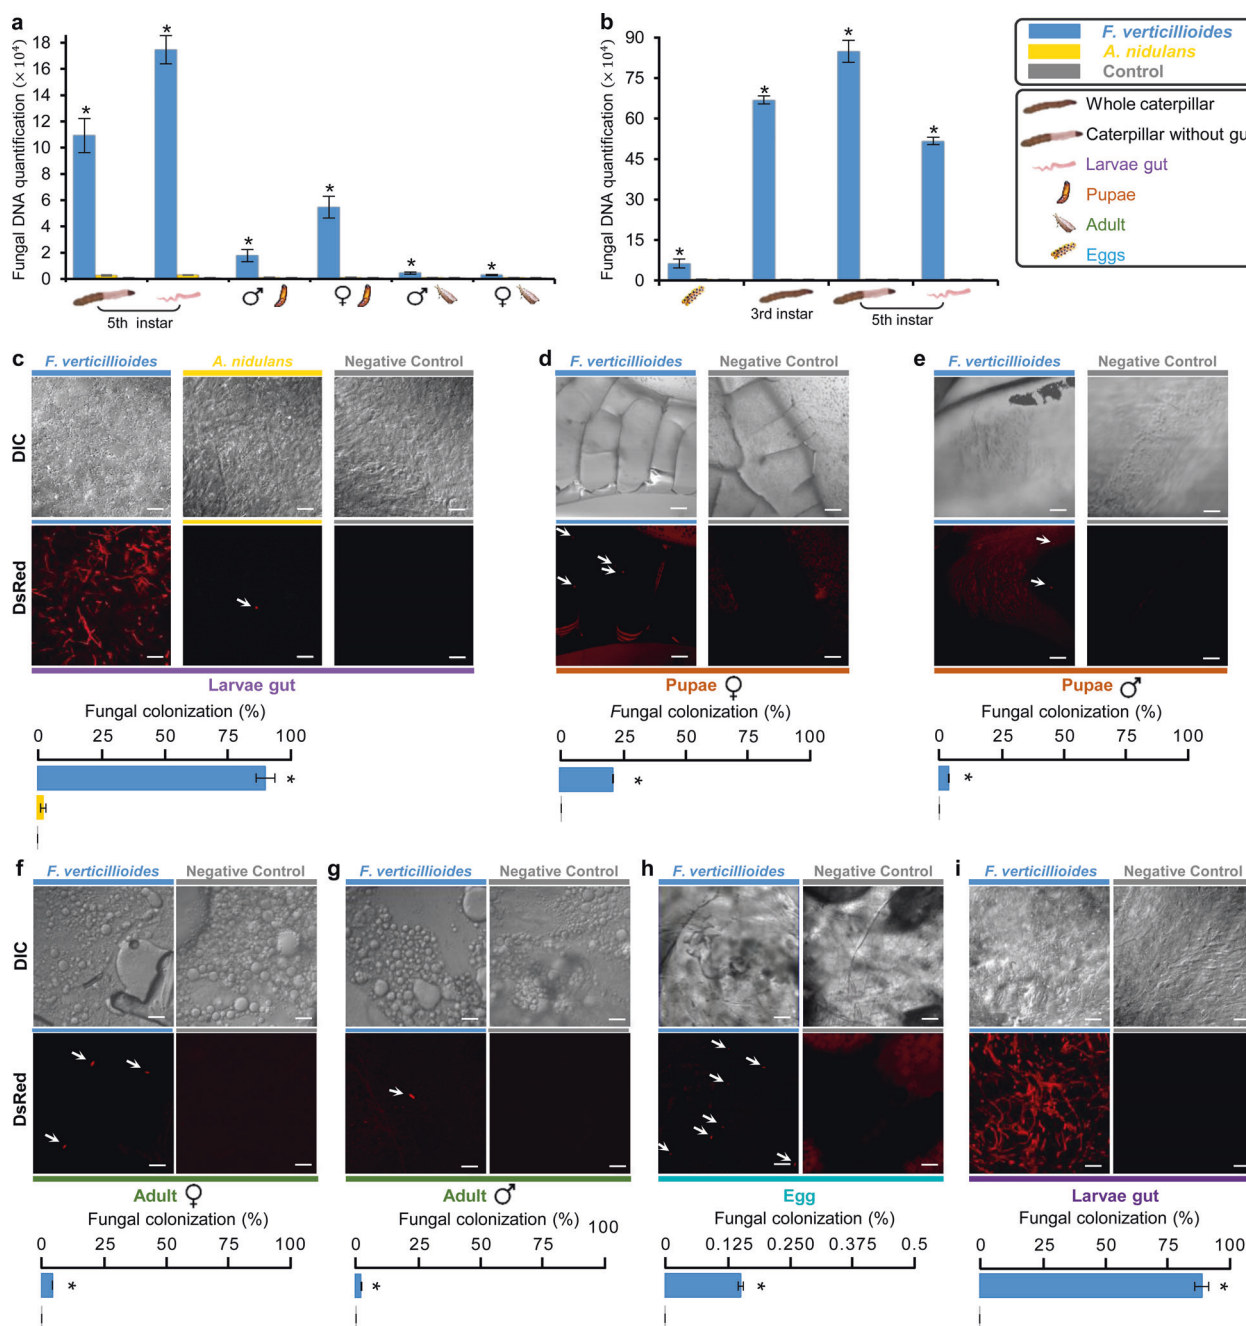 a
Fungal DNA quantification (× 10⁴)
18
16
14
12
10
8
6
4
2
0
*
*
*
*
*
*
5th instar
♂
♀
♂
♀
b
Fungal DNA quantification (× 10⁴)
90
75
60
45
30
15
0
*
*
*
*
3rd instar
5th instar
F. verticillioides
A. nidulans
Control
Whole caterpillar
Caterpillar without gu
Larvae gut
Pupae
Adult
Eggs
c
F. verticillioides
A. nidulans
Negative Control
DIC
DsRed
Larvae gut
Fungal colonization (%)
0 25 50 75 100
*
d
F. verticillioides
Negative Control
Pupae ♀
Fungal colonization (%)
0 25 50 75 100
*
e
F. verticillioides
Negative Control
Pupae ♂
Fungal colonization (%)
0 25 50 75 100
*
f
F. verticillioides
Negative Control
DIC
DsRed
Adult ♀
Fungal colonization (%)
0 25 50 75 100
*
g
F. verticillioides
Negative Control
Adult ♂
Fungal colonization (%)
0 25 50 75 100
*
h
F. verticillioides
Negative Control
Egg
Fungal colonization (%)
0 0.125 0.25 0.375 0.5
*
i
F. verticillioides
Negative Control
Larvae gut
Fungal colonization (%)
0 25 50 75 100
*